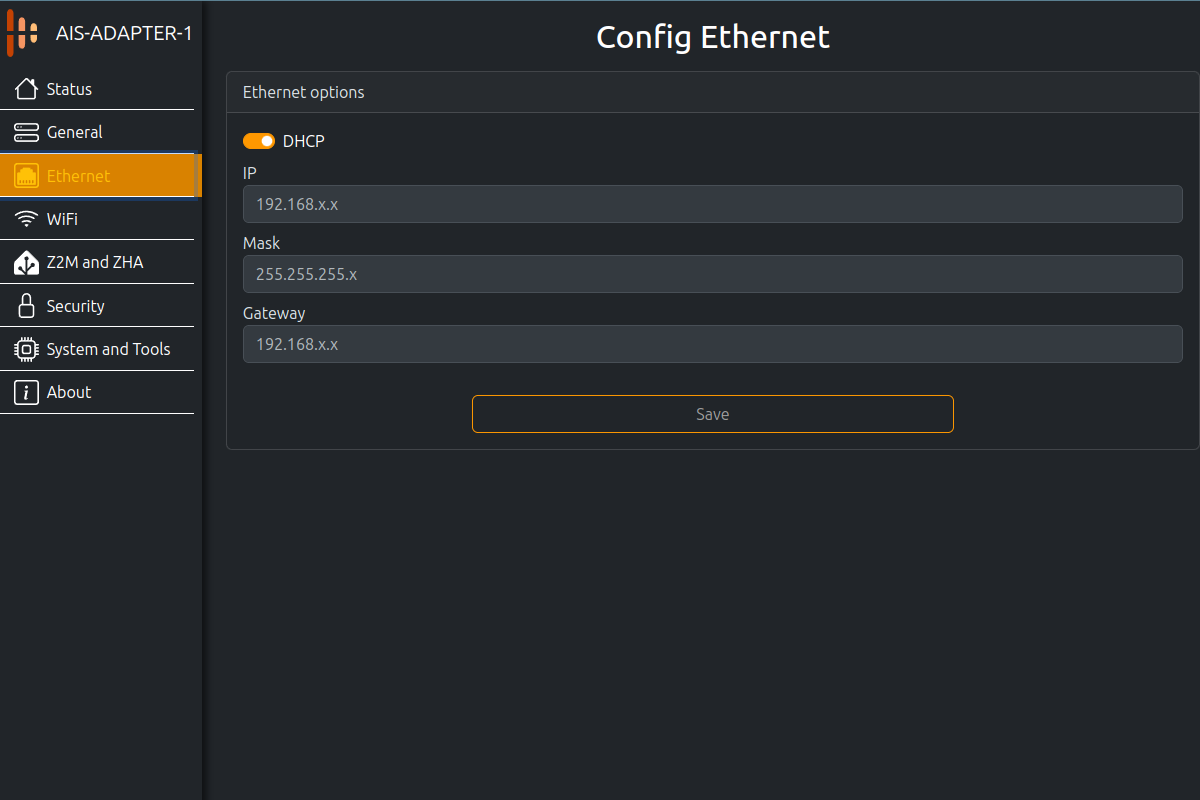 AIS-ADAPTER-1
Status
General
Ethernet
WiFi
Z2M and ZHA
Security
System and Tools
About
Config Ethernet
Ethernet options
DHCP
IP
192.168.x.x
Mask
255.255.255.x
Gateway
192.168.x.x
Save